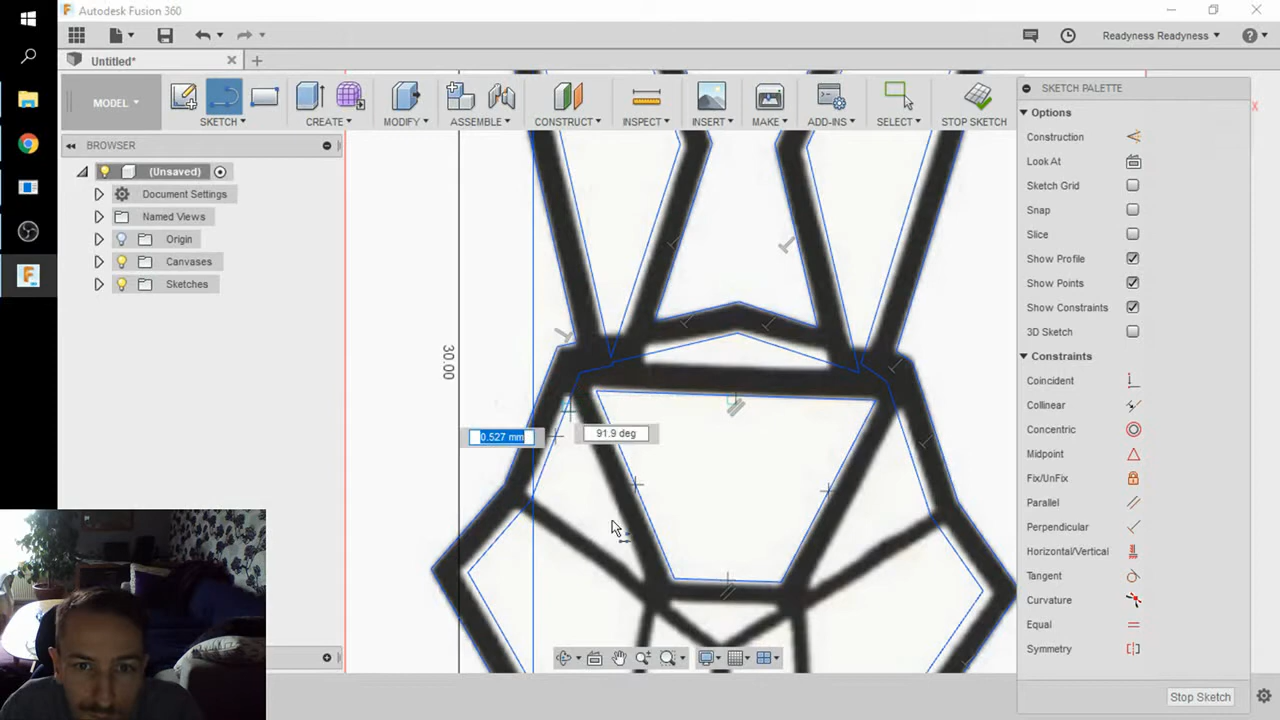 Autodesk Fusion 360
Readyness Readyness
Untitled*
MODEL
SKETCH
CREATE
MODIFY
ASSEMBLE
CONSTRUCT
INSPECT
INSERT
MAKE
ADD-INS
SELECT
STOP SKETCH
BROWSER
(Unsaved)
Document Settings
Named Views
Origin
Canvases
Sketches
30.00
0.527 mm
91.9 deg
SKETCH PALETTE
Options
Construction
Look At
Sketch Grid
Snap
Slice
Show Profile
Show Points
Show Constraints
3D Sketch
Constraints
Coincident
Collinear
Concentric
Midpoint
Fix/UnFix
Parallel
Perpendicular
Horizontal/Vertical
Tangent
Curvature
Equal
Symmetry
Stop Sketch